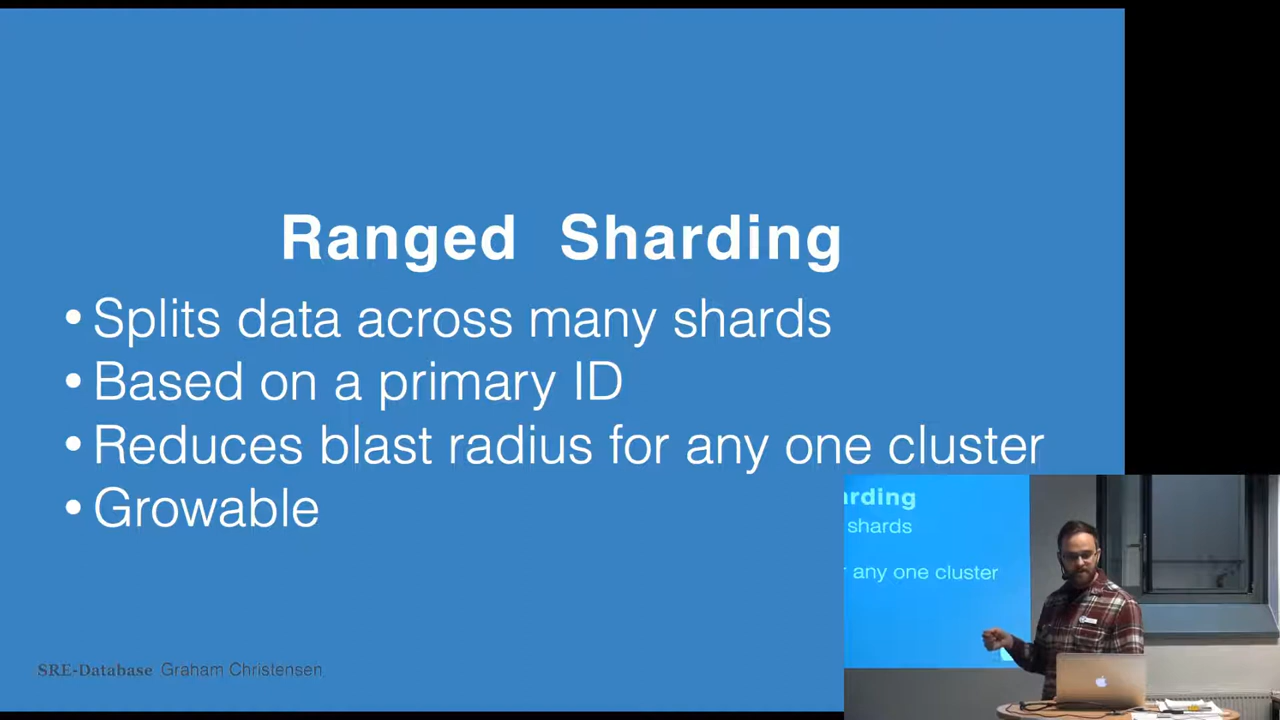 Ranged Sharding
• Splits data across many shards
• Based on a primary ID
• Reduces blast radius for any one cluster
• Growable
SRE-Database Graham Christensen
arding
shards
any one cluster